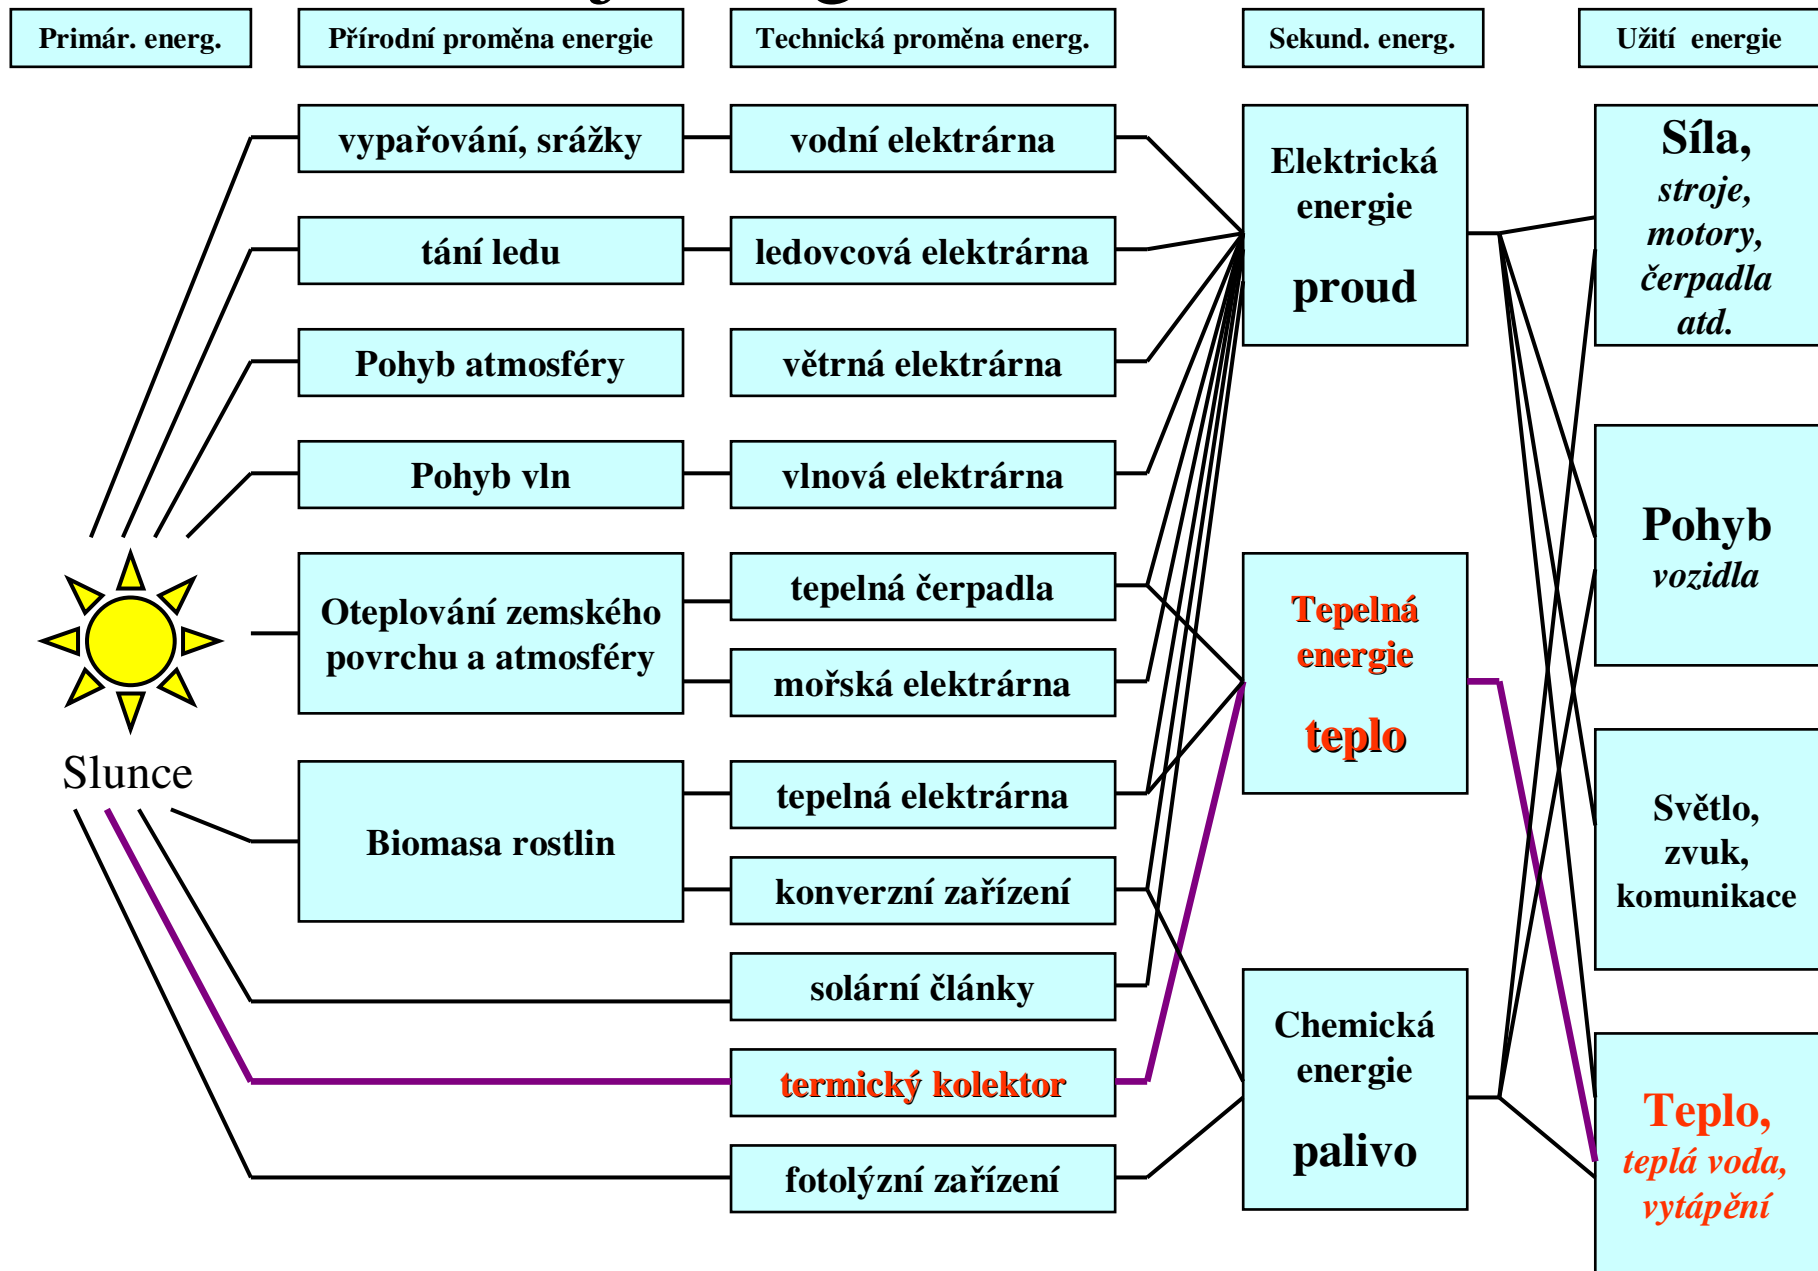 Primár. energ.
Přírodní proměna energie
Technická proměna energ.
Sekund. energ.
Užití energie
vypařování, srážky
vodní elektrárna
tání ledu
ledovcová elektrárna
Pohyb atmosféry
větrná elektrárna
Pohyb vln
vlnová elektrárna
Oteplování zemského
povrchu a atmosféry
tepelná čerpadla
mořská elektrárna
Slunce
Biomasa rostlin
tepelná elektrárna
konverzní zařízení
solární články
termický kolektor
fotolýzní zařízení
Elektrická
energie
proud
Tepelná
energie
teplo
Chemická
energie
palivo
Síla,
stroje,
motory,
čerpadla
atd.
Pohyb
vozidla
Světlo,
zvuk,
komunikace
Teplo,
teplá voda,
vytápění